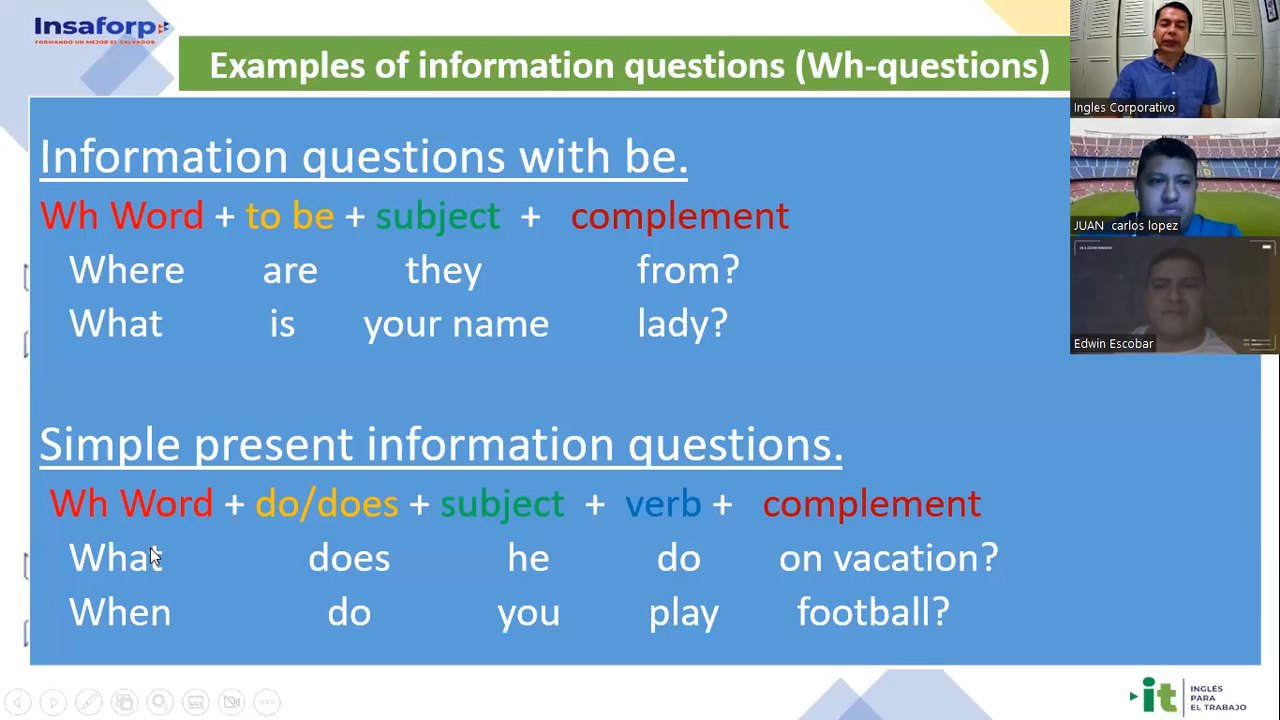 Insaforp
FORMANDO UN MEJOR EL SALVADOR
Examples of information questions (Wh-questions)
Ingles Corporativo
JUAN carlos lopez
Edwin Escobar
Information questions with be.
Wh Word + to be + subject + complement
Where are they from?
What is your name lady?
Simple present information questions.
Wh Word + do/does + subject + verb + complement
What does he do on vacation?
When do you play football?
it
INGLÉS
PARA
EL TRABAJO